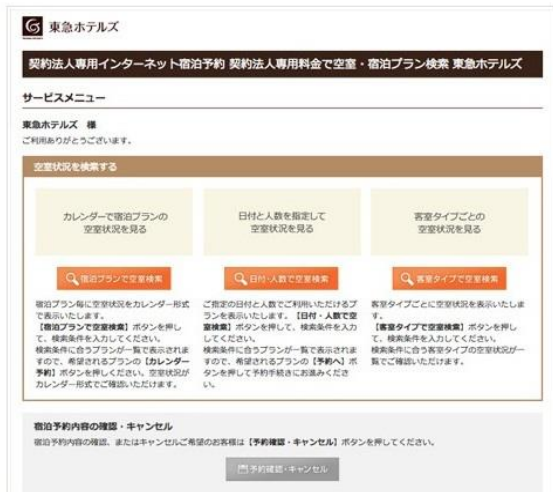 東急ホテルズ
契約法人専用インターネット宿泊予約 契約法人専用料金で空室・宿泊プラン検索 東急ホテルズ
サービスメニュー
東急ホテルズ 様
ご利用ありがとうございます。
空室状況を検索する
カレンダーで宿泊プランの
空室状況を見る
宿泊プランで空室検索
宿泊プラン毎に空室状況をカレンダー形式
で表示いたします。
【宿泊プランで空室検索】ボタンを押し
て、検索条件を入力してください。
検索条件に合うプランが一覧で表示されま
すので、希望されるプランの【カレンダー
予約】ボタンを押しください。空室状況が
カレンダー形式でご確認いただけます。
日付と人数を指定して
空室状況を見る
日付・人数で空室検索
ご指定の日付と人数でご利用いただけるプ
ランを表示いたします。【日付・人数で空
室検索】ボタンを押して、検索条件を入力
してください。
検索条件に合うプランが一覧で表示されま
すので、希望されるプランの【予約へ】ボ
タンを押して予約手続きにお進みくださ
い。
客室タイプごとの
空室状況を見る
客室タイプで空室検索
客室タイプごとに空室状況を表示いたしま
す。
【客室タイプで空室検索】ボタンを押し
て、検索条件を入力してください。
検索条件に合う客室タイプの空室状況が一
覧でご確認いただけます。
宿泊予約内容の確認・キャンセル
宿泊予約内容の確認、またはキャンセルご希望のお客様は【予約確認・キャンセル】ボタンを押してください。
予約確認・キャンセル